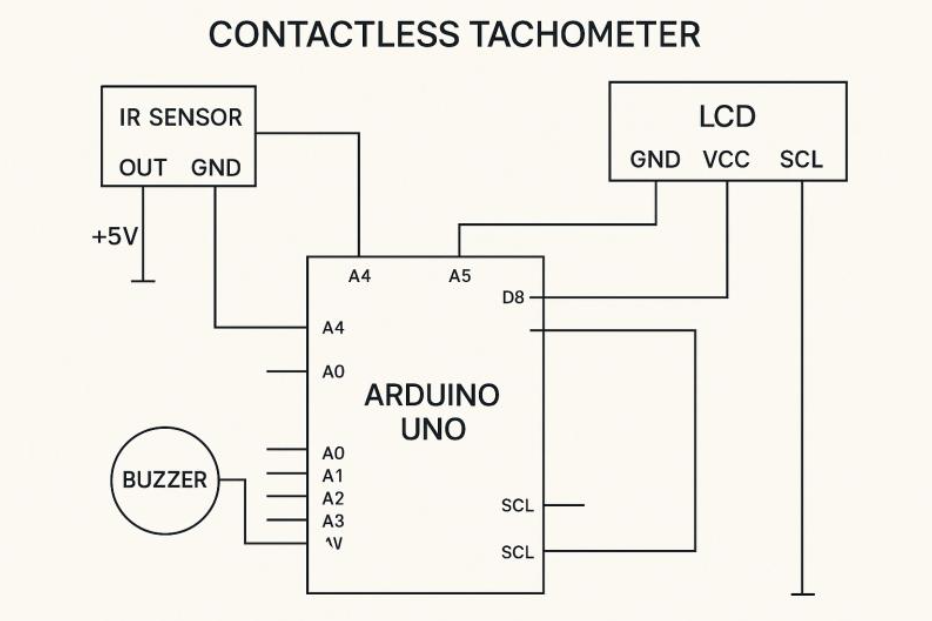 CONTACTLESS TACHOMETER
IR SENSOR
OUT GND
+5V
LCD
GND VCC SCL
A4 A5
D8
A4
A0
ARDUINO
UNO
BUZZER
A0
A1
A2
A3
SCL
SCL